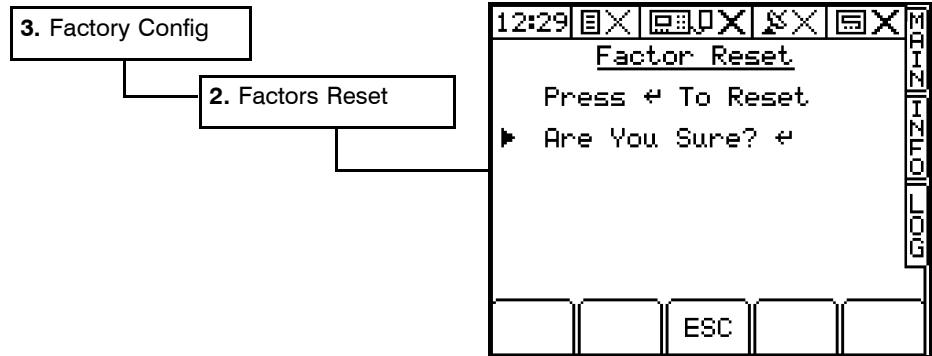 3. Factory Config
2. Factors Reset
12:29
Factor Reset
Press ↵ To Reset
Are You Sure? ↵
ESC
MAIN
INFO
LOG